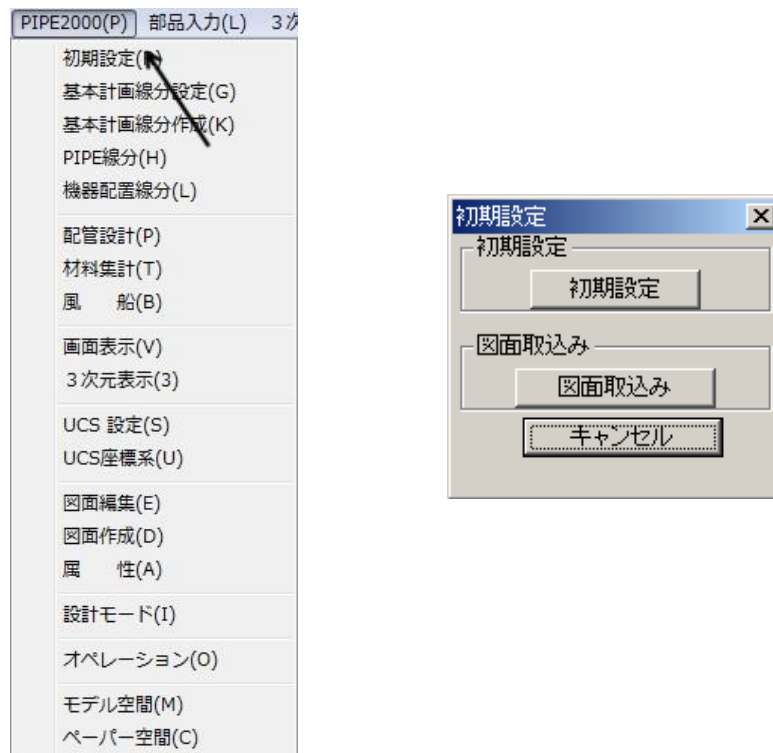 PIPE2000(P) 部品入力(L) 3次
初期設定
基本計画線分設定(G)
基本計画線分作成(K)
PIPE線分(H)
機器配置線分(L)
配管設計(P)
材料集計(T)
風 船(B)
画面表示(V)
3次元表示(3)
UCS 設定(S)
UCS座標系(U)
図面編集(E)
図面作成(D)
属 性(A)
設計モード(I)
オペレーション(O)
モデル空間(M)
ペーパー空間(C)
初期設定
初期設定
初期設定
図面取込み
図面取込み
キャンセル